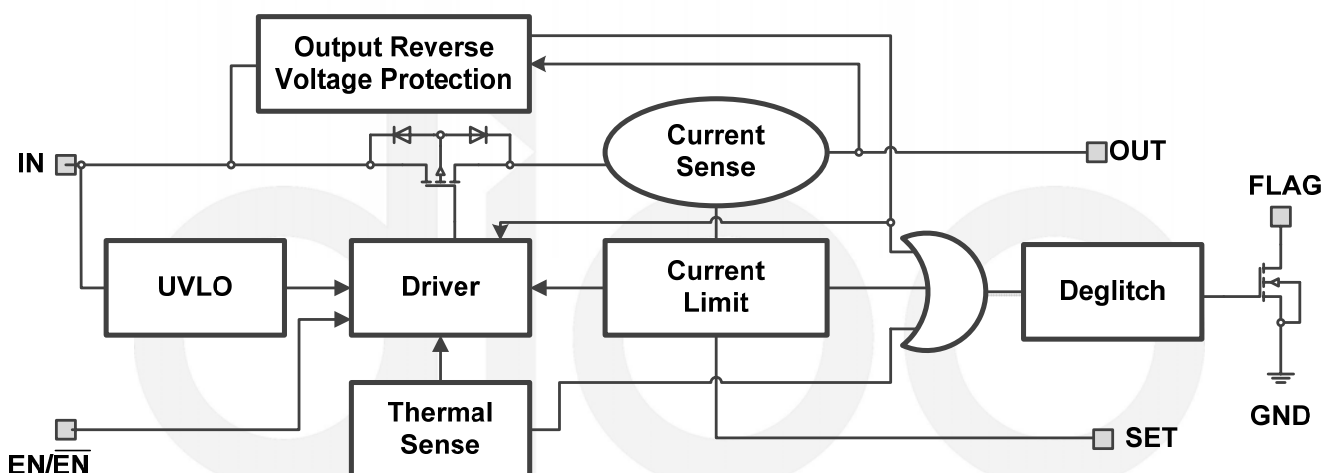 Output Reverse
Voltage Protection
IN
Current
Sense
OUT
FLAG
UVLO
Driver
Current
Limit
Deglitch
Thermal
Sense
GND
SET
EN/E̅N̅